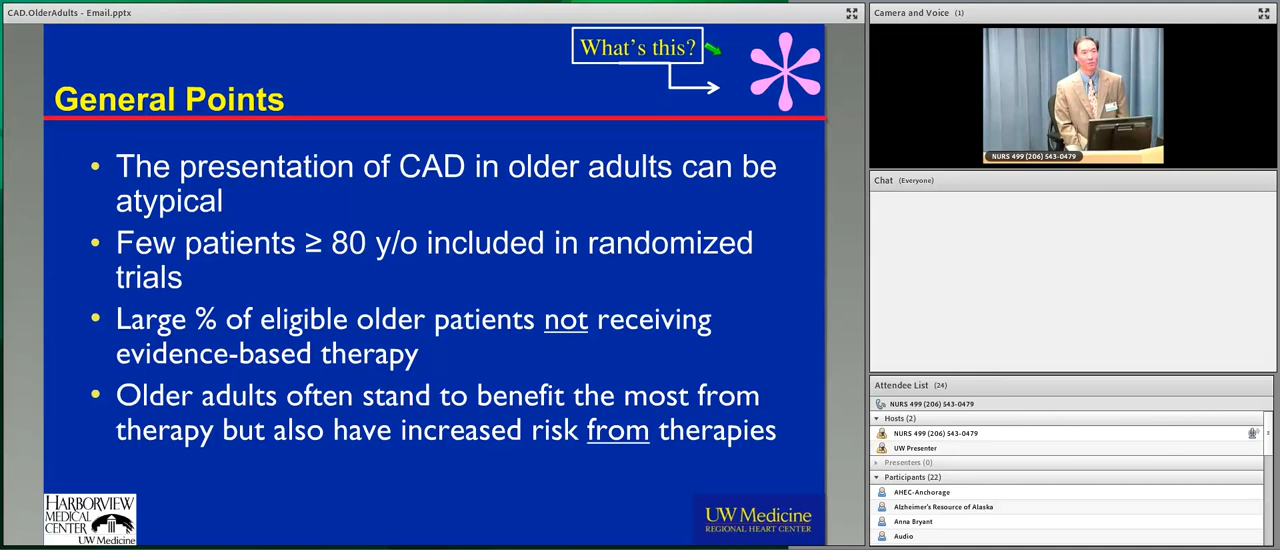 CAD.OlderAdults - Email.pptx
What's this?
General Points
• The presentation of CAD in older adults can be
atypical
• Few patients ≥ 80 y/o included in randomized
trials
• Large % of eligible older patients not receiving
evidence-based therapy
• Older adults often stand to benefit the most from
therapy but also have increased risk from therapies
HARBORVIEW
MEDICAL
CENTER
UW Medicine
UW Medicine
REGIONAL HEART CENTER
Camera and Voice (1)
NURS 499 (206) 543-0479
Chat (Everyone)
Attendee List (24)
NURS 499 (206) 543-0479
Hosts (2)
NURS 499 (206) 543-0479
UW Presenter
Presenters (0)
Participants (22)
AHEC-Anchorage
Alzheimer's Resource of Alaska
Anna Bryant
Audio